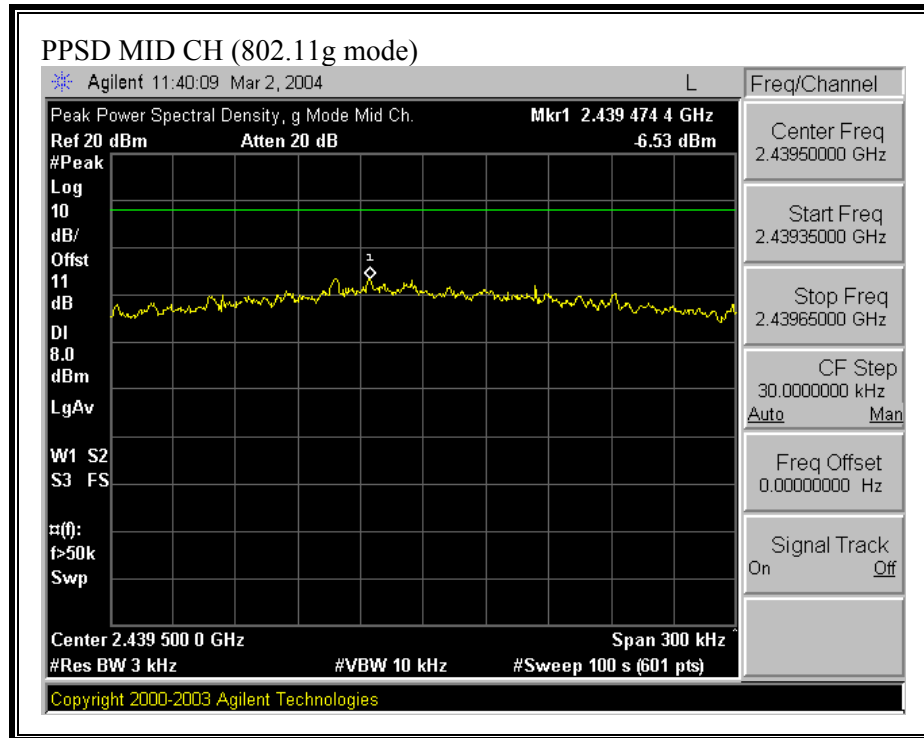 PPSD MID CH (802.11g mode)
Agilent 11:40:09 Mar 2, 2004 L
Freq/Channel
Peak Power Spectral Density, g Mode Mid Ch. Mkr1 2.439 474 4 GHz
Ref 20 dBm Atten 20 dB -6.53 dBm
#Peak
Log
10
dB/
Offst
11
dB
DI
8.0
dBm
LgAv
W1 S2
S3 FS
¤(f):
f>50k
Swp
1
Center 2.439 500 0 GHz Span 300 kHz ^
#Res BW 3 kHz #VBW 10 kHz #Sweep 100 s (601 pts)
Center Freq
2.43950000 GHz
Start Freq
2.43935000 GHz
Stop Freq
2.43965000 GHz
CF Step
30.0000000 kHz
Auto Man
Freq Offset
0.00000000 Hz
Signal Track
On Off
Copyright 2000-2003 Agilent Technologies